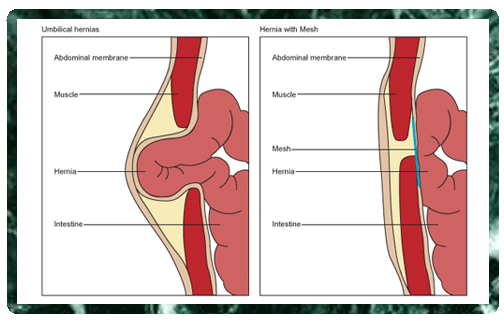 Umbilical hernias
Abdominal membrane
Muscle
Hernia
Intestine
Hernia with Mesh
Abdominal membrane
Muscle
Mesh
Hernia
Intestine